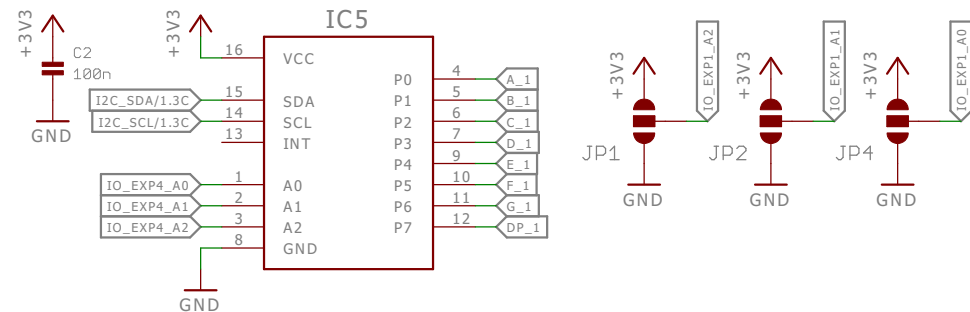 +3V3
C2
100n
GND
+3V3
IC5
16
VCC
I2C_SDA/1.3C
15
SDA
I2C_SCL/1.3C
14
SCL
13
INT
IO_EXP4_A0
1
A0
IO_EXP4_A1
2
A1
IO_EXP4_A2
3
A2
8
GND
GND
P0
4
A_1
P1
5
B_1
P2
6
C_1
P3
7
D_1
P4
9
E_1
P5
10
F_1
P6
11
G_1
P7
12
DP_1
+3V3
IO_EXP1_A2
JP1
GND
+3V3
IO_EXP1_A1
JP2
GND
+3V3
IO_EXP1_A0
JP4
GND